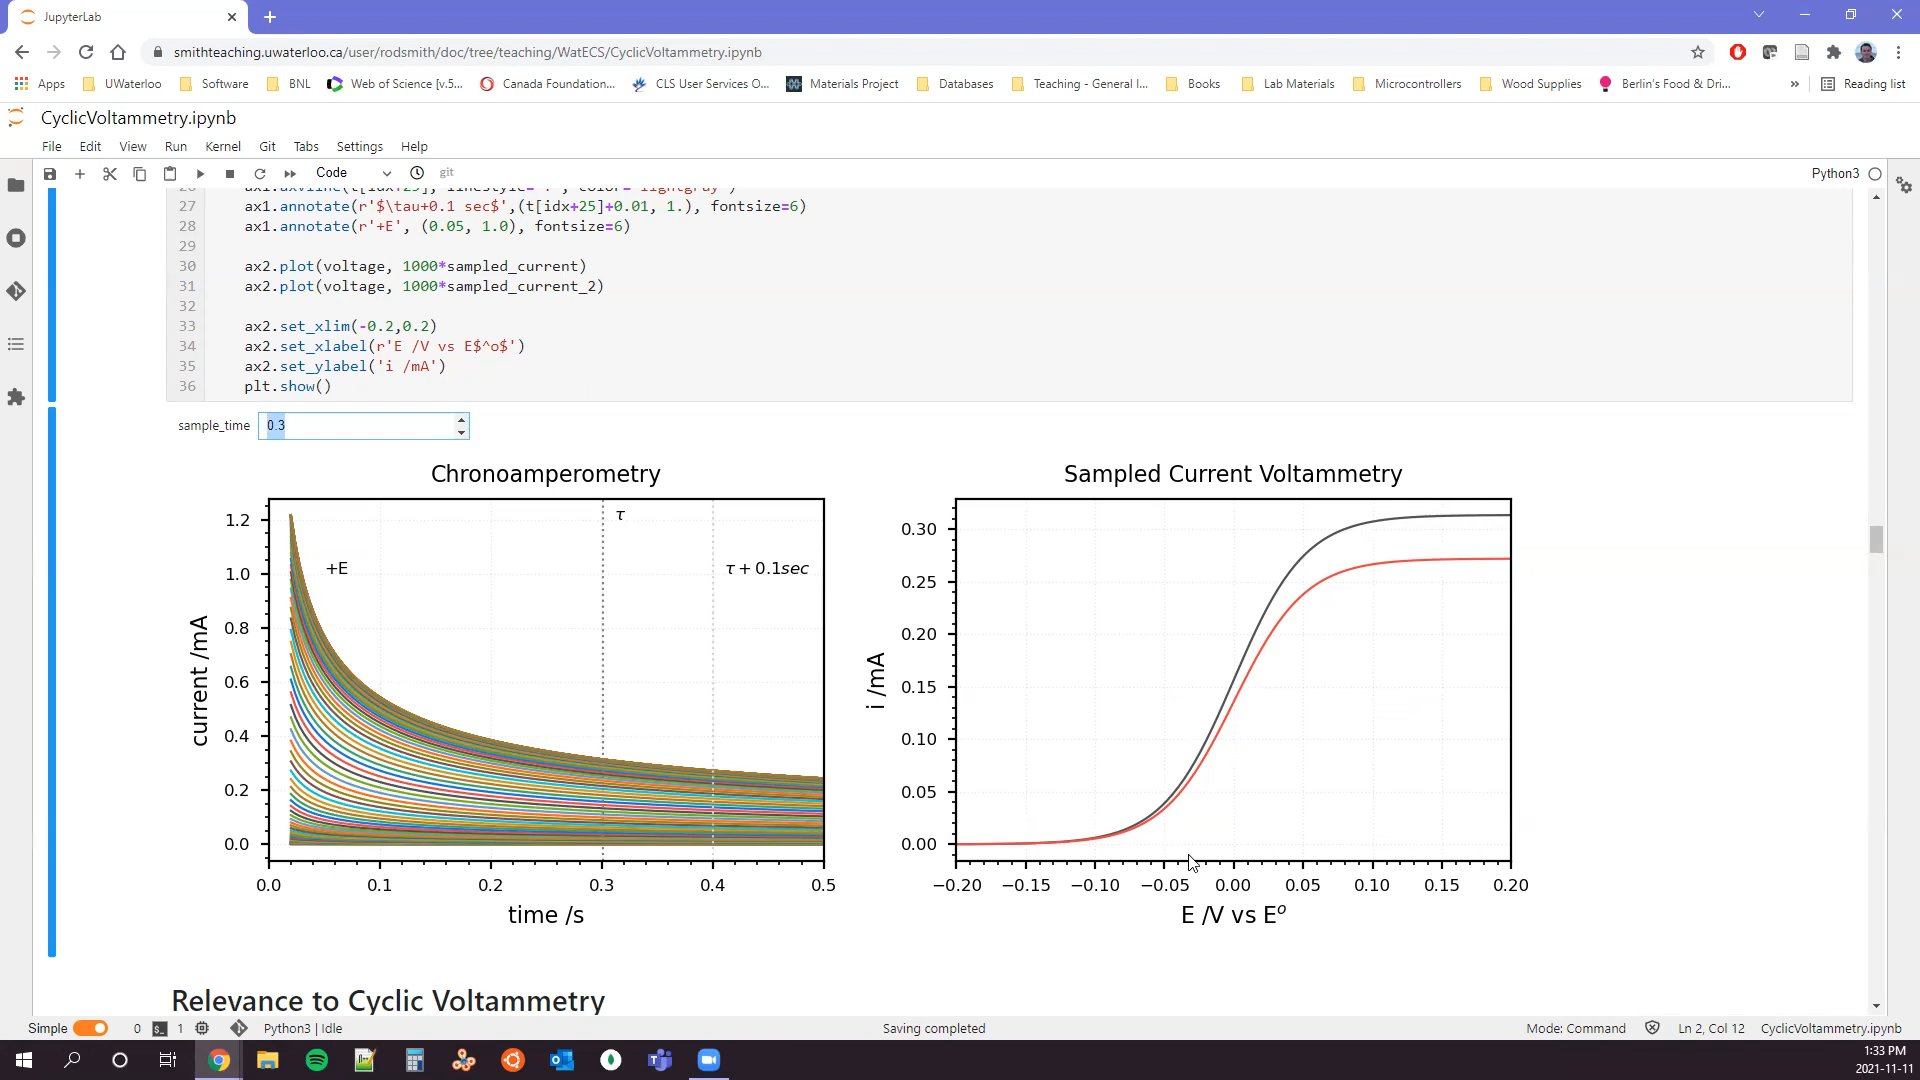 JupyterLab
smithteaching.uwaterloo.ca/user/rodsmith/doc/tree/teaching/WatECS/CyclicVoltammetry.ipynb
Apps UWaterloo Software BNL Web of Science [v.5... Canada Foundation... CLS User Services O... Materials Project Databases Teaching - General I... Books Lab Materials Microcontrollers Wood Supplies Berlin's Food & Dri... » Reading list
CyclicVoltammetry.ipynb
File Edit View Run Kernel Git Tabs Settings Help
Code git Python3
27 ax1.annotate(r'$\tau+0.1 sec$',(t[idx+25]+0.01, 1.), fontsize=6)
28 ax1.annotate(r'+E', (0.05, 1.0), fontsize=6)
29
30 ax2.plot(voltage, 1000*sampled_current)
31 ax2.plot(voltage, 1000*sampled_current_2)
32
33 ax2.set_xlim(-0.2,0.2)
34 ax2.set_xlabel(r'E /V vs E$^o$')
35 ax2.set_ylabel('i /mA')
36 plt.show()
sample_time 0.3
Chronoamperometry
1.2
1.0
0.8
0.6
0.4
0.2
0.0
current /mA
+E
τ
τ + 0.1sec
0.0 0.1 0.2 0.3 0.4 0.5
time /s
Sampled Current Voltammetry
0.30
0.25
0.20
0.15
0.10
0.05
0.00
i /mA
−0.20 −0.15 −0.10 −0.05 0.00 0.05 0.10 0.15 0.20
E /V vs Eº
Relevance to Cyclic Voltammetry
Simple 0 1 Python3 | Idle Saving completed Mode: Command Ln 2, Col 12 CyclicVoltammetry.ipynb
1:33 PM
2021-11-11